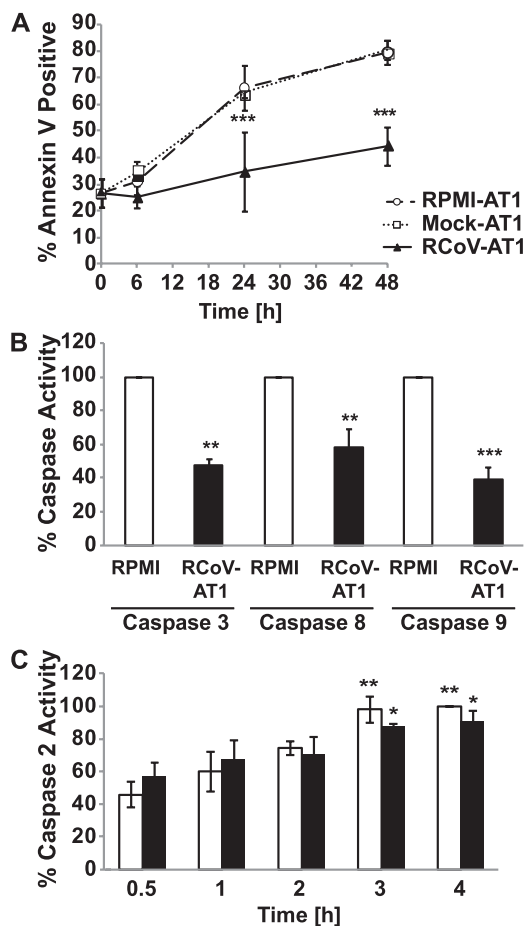 A
% Annexin V Positive
90
80
70
60
50
40
30
20
10
0
***
***
RPMI-AT1
Mock-AT1
RCoV-AT1
0 6 12 18 24 30 36 42 48
Time [h]
B
% Caspase Activity
120
100
80
60
40
20
0
**
**
***
RPMI RCoV-AT1 RPMI RCoV-AT1 RPMI RCoV-AT1
Caspase 3 Caspase 8 Caspase 9
C
% Caspase 2 Activity
120
100
80
60
40
20
0
** * ** *
0.5 1 2 3 4
Time [h]